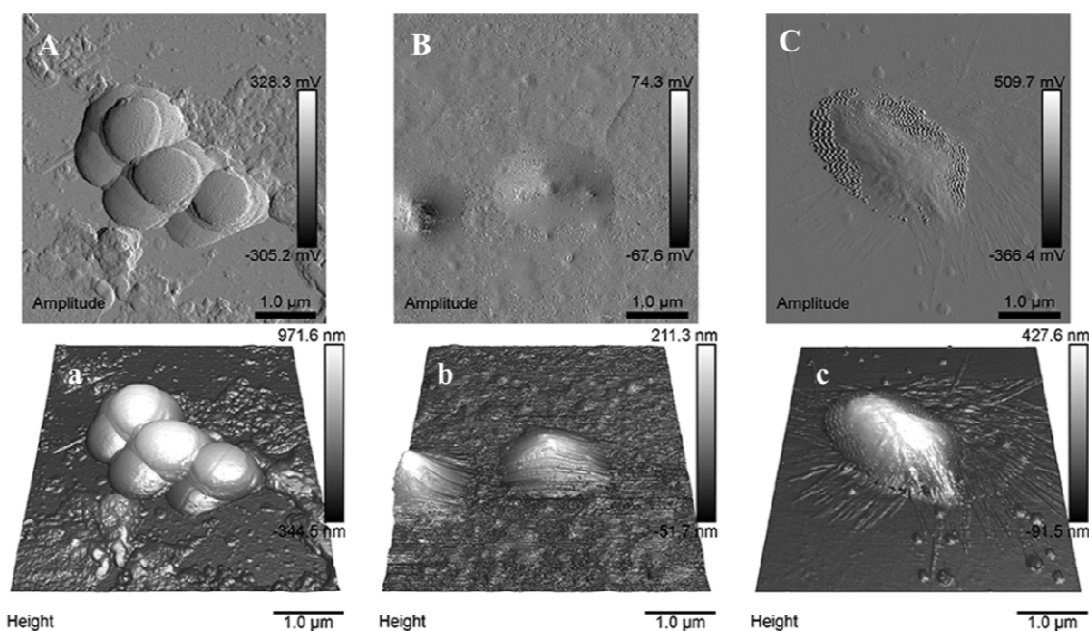 A
328.3 mV
-305.2 mV
Amplitude
1.0 µm
B
74.3 mV
-67.6 mV
1.0 µm
C
509.7 mV
-366.4 mV
Amplitude
1.0 µm
a
971.6 nm
-344.5 nm
Height
1.0 µm
b
211.3 nm
-51.7 nm
Height
1.0 µm
c
427.6 nm
-91.5 nm
Height
1.0 µm